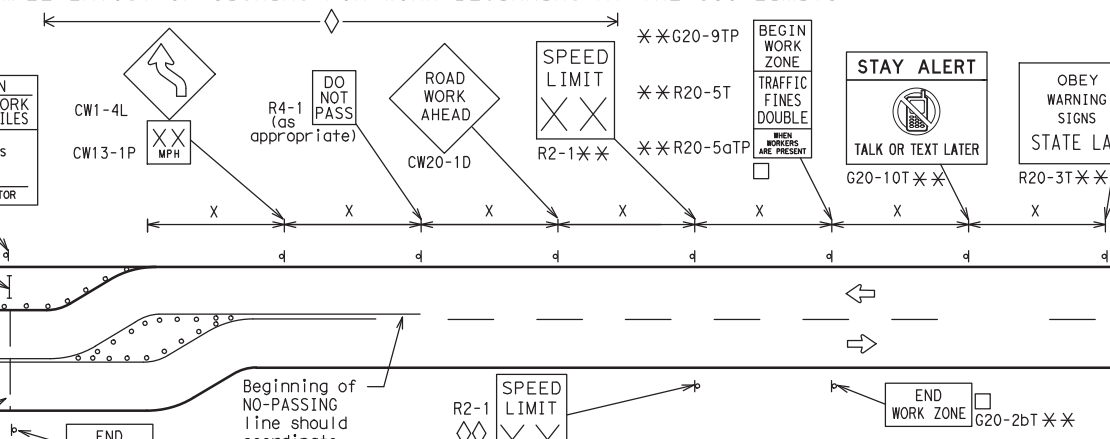 CW1-4L
XX
MPH
CW13-1P
R4-1
(as
appropriate)
DO
NOT
PASS
ROAD
WORK
AHEAD
CW20-1D
SPEED
LIMIT
XX
R2-1**
**G20-9TP
**R20-5T
**R20-5aTP
BEGIN
WORK
ZONE
TRAFFIC
FINES
DOUBLE
WHEN
WORKERS
ARE PRESENT
STAY ALERT
TALK OR TEXT LATER
G20-10T**
OBEY
WARNING
SIGNS
STATE LA
R20-3T**
X X X X X X X
Beginning of
NO-PASSING
line should
R2-1
SPEED
LIMIT
END
WORK ZONE
G20-2bT**
END